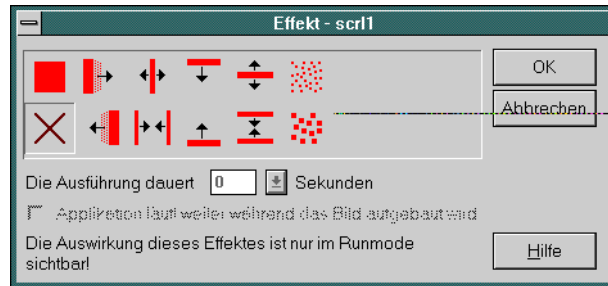 Effekt - scrl1
OK
Abbrechen
Die Ausführung dauert 0 Sekunden
Applikation läuft weiter während das Bild aufgebaut wird
Die Auswirkung dieses Effektes ist nur im Runmode
sichtbar!
Hilfe